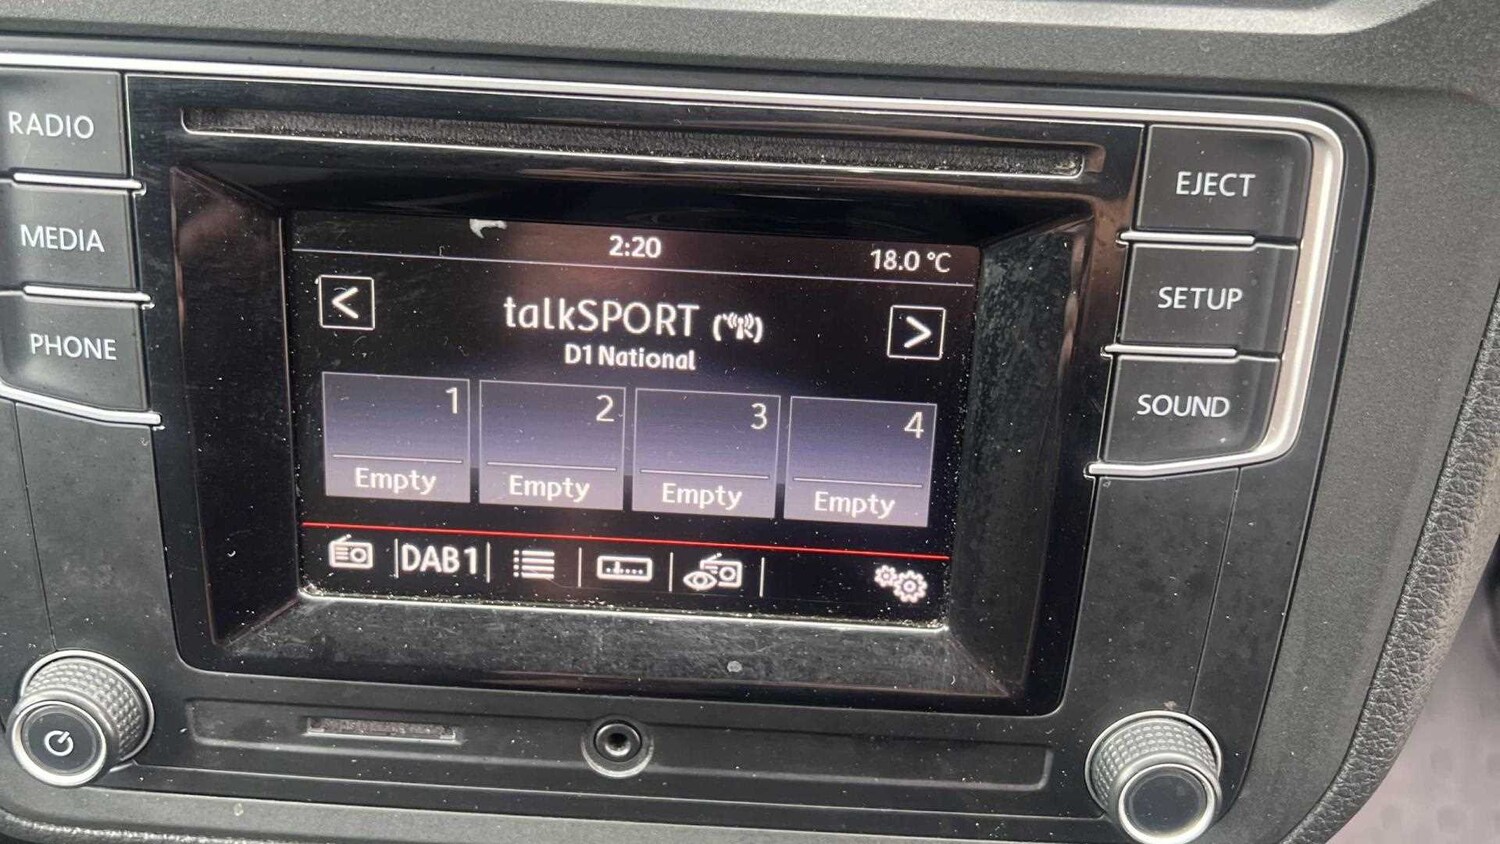 RADIO
MEDIA
PHONE
2:20
18.0 °C
<
talkSPORT
>
D1 National
1
2
3
4
Empty
Empty
Empty
Empty
DAB1
EJECT
SETUP
SOUND